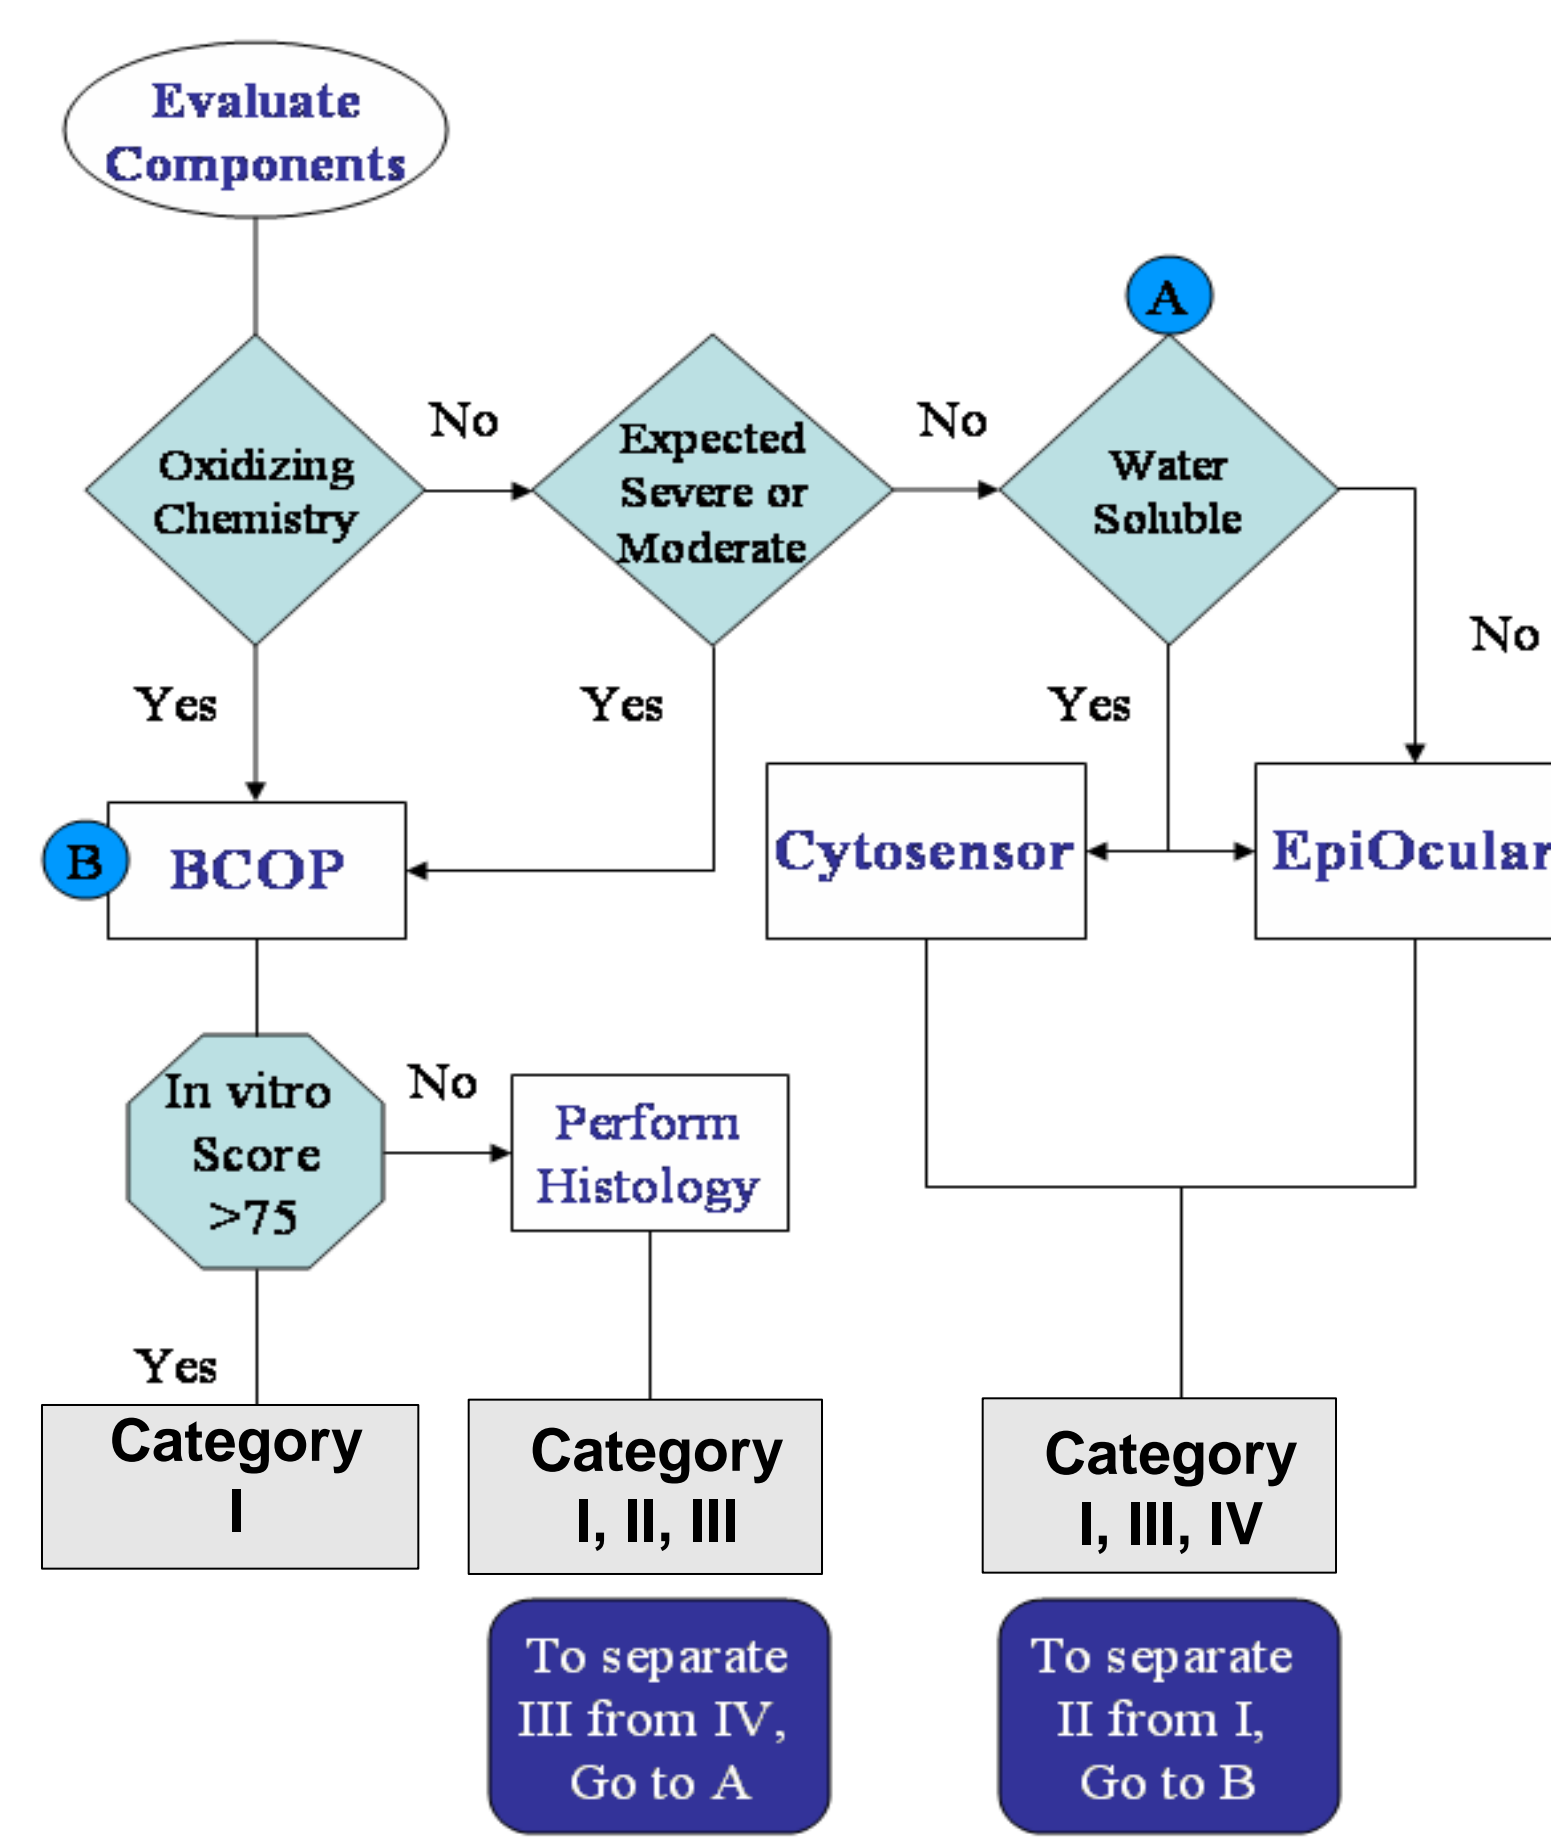 Evaluate
Components
A
Oxidizing
Chemistry
No
Expected
Severe or
Moderate
No
Water
Soluble
No
Yes
Yes
Yes
B
BCOP
Cytosensor
EpiOcular
In vitro
Score
>75
No
Perform
Histology
Yes
Category
I
Category
I, II, III
Category
I, III, IV
To separate
III from IV,
Go to A
To separate
II from I,
Go to B